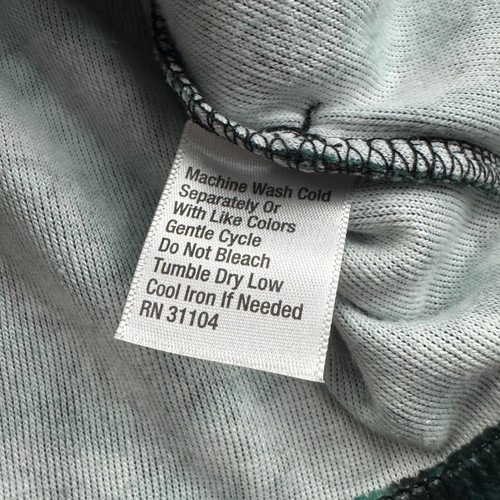 Machine Wash Cold
Separately Or
With Like Colors
Gentle Cycle
Do Not Bleach
Tumble Dry Low
Cool Iron If Needed
RN 31104